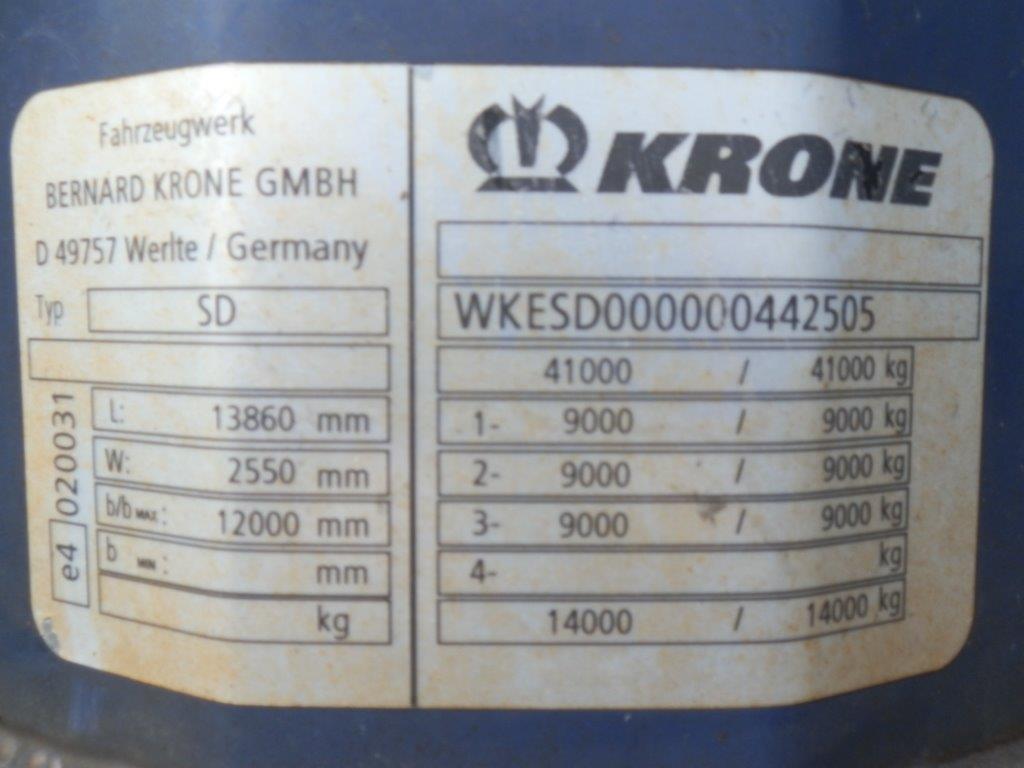 Fahrzeugwerk
BERNARD KRONE GMBH
D 49757 Werlte / Germany
Typ SD
L: 13860 mm
W: 2550 mm
b/b MAX: 12000 mm
b MIN: mm
kg
e4 020031
KRONE
WKESD000000442505
41000 / 41000 kg
1- 9000 / 9000 kg
2- 9000 / 9000 kg
3- 9000 / 9000 kg
4- kg
14000 / 14000 kg